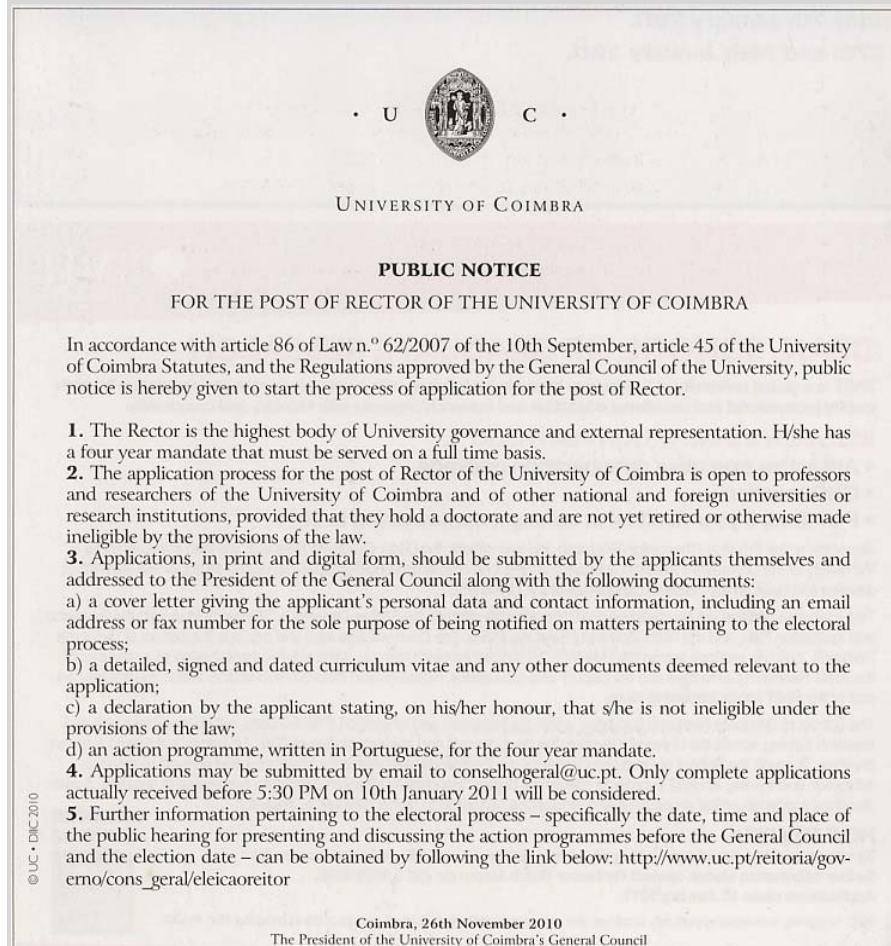 · U C ·
UNIVERSITY OF COIMBRA
PUBLIC NOTICE
FOR THE POST OF RECTOR OF THE UNIVERSITY OF COIMBRA
In accordance with article 86 of Law n.º 62/2007 of the 10th September, article 45 of the University
of Coimbra Statutes, and the Regulations approved by the General Council of the University, public
notice is hereby given to start the process of application for the post of Rector.
1. The Rector is the highest body of University governance and external representation. H/she has
a four year mandate that must be served on a full time basis.
2. The application process for the post of Rector of the University of Coimbra is open to professors
and researchers of the University of Coimbra and of other national and foreign universities or
research institutions, provided that they hold a doctorate and are not yet retired or otherwise made
ineligible by the provisions of the law.
3. Applications, in print and digital form, should be submitted by the applicants themselves and
addressed to the President of the General Council along with the following documents:
a) a cover letter giving the applicant's personal data and contact information, including an email
address or fax number for the sole purpose of being notified on matters pertaining to the electoral
process;
b) a detailed, signed and dated curriculum vitae and any other documents deemed relevant to the
application;
c) a declaration by the applicant stating, on his/her honour, that s/he is not ineligible under the
provisions of the law;
d) an action programme, written in Portuguese, for the four year mandate.
4. Applications may be submitted by email to conselhogeral@uc.pt. Only complete applications
actually received before 5:30 PM on 10th January 2011 will be considered.
5. Further information pertaining to the electoral process – specifically the date, time and place of
the public hearing for presenting and discussing the action programmes before the General Council
and the election date – can be obtained by following the link below: http://www.uc.pt/reitoria/gov-
erno/cons_geral/eleicaoreitor
© UC • DIIC 2010
Coimbra, 26th November 2010
The President of the University of Coimbra's General Council